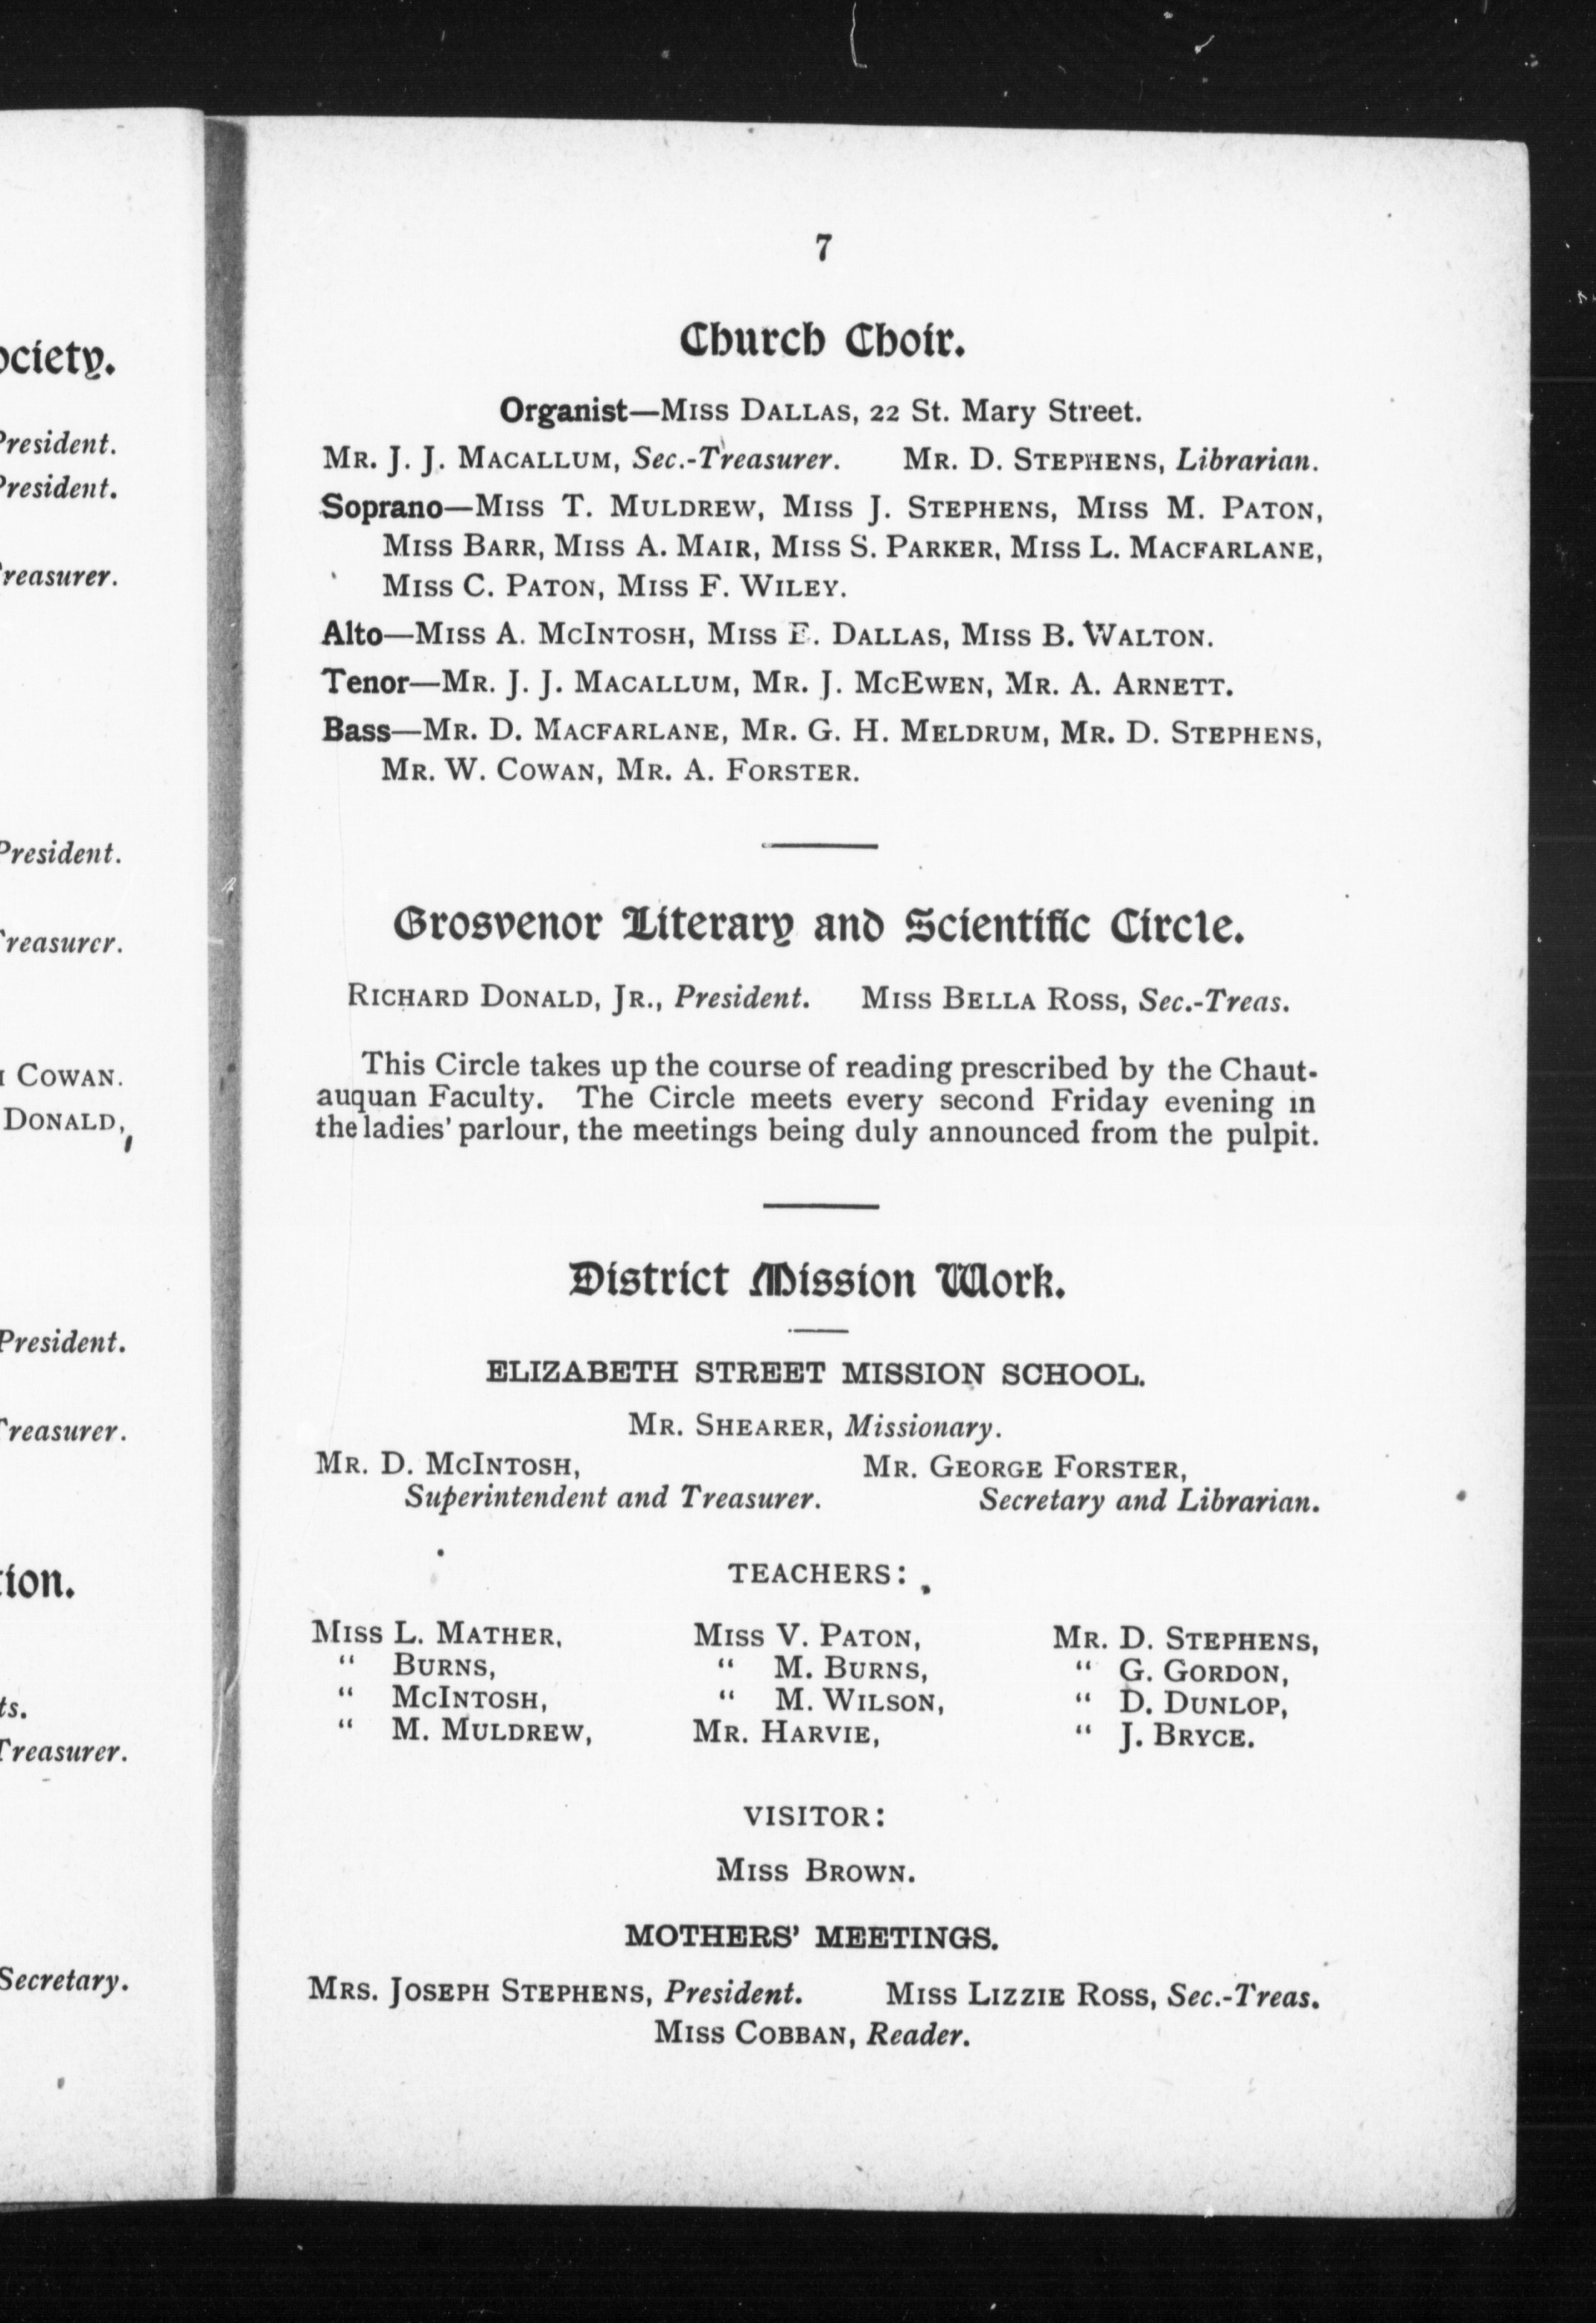 ociety.
President.
President.
reasurer.
President.
reasurer.
COWAN.
DONALD,
President.
reasurer.
tion.
ts.
Treasurer.
Secretary.
7
Church Choir.
Organist—MISS DALLAS, 22 St. Mary Street.
MR. J. J. MACALLUM, Sec.-Treasurer. MR. D. STEPHENS, Librarian.
Soprano—MISS T. MULDREW, MISS J. STEPHENS, MISS M. PATON,
MISS BARR, MISS A. MAIR, MISS S. PARKER, MISS L. MACFARLANE,
MISS C. PATON, MISS F. WILEY.
Alto—MISS A. MCINTOSH, MISS E. DALLAS, MISS B. WALTON.
Tenor—MR. J. J. MACALLUM, MR. J. MCEWEN, MR. A. ARNETT.
Bass—MR. D. MACFARLANE, MR. G. H. MELDRUM, MR. D. STEPHENS,
MR. W. COWAN, MR. A. FORSTER.
Grosvenor Literary and Scientific Circle.
RICHARD DONALD, JR., President. MISS BELLA ROSS, Sec.-Treas.
This Circle takes up the course of reading prescribed by the Chaut-
auquan Faculty. The Circle meets every second Friday evening in
the ladies' parlour, the meetings being duly announced from the pulpit.
District Mission Work.
ELIZABETH STREET MISSION SCHOOL.
MR. SHEARER, Missionary.
MR. D. MCINTOSH, MR. GEORGE FORSTER,
Superintendent and Treasurer. Secretary and Librarian.
TEACHERS:
MISS L. MATHER, MISS V. PATON, MR. D. STEPHENS,
" BURNS, " M. BURNS, " G. GORDON,
" MCINTOSH, " M. WILSON, " D. DUNLOP,
" M. MULDREW, MR. HARVIE, " J. BRYCE.
VISITOR:
MISS BROWN.
MOTHERS' MEETINGS.
MRS. JOSEPH STEPHENS, President. MISS LIZZIE ROSS, Sec.-Treas.
MISS COBBAN, Reader.